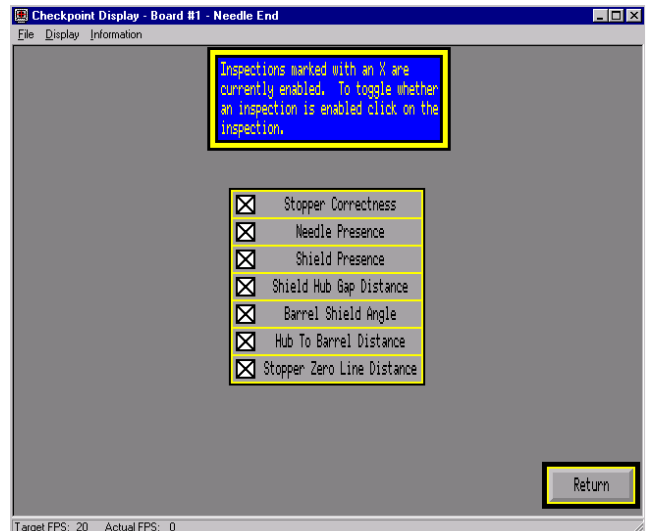 Checkpoint Display - Board #1 - Needle End
File Display Information
Inspections marked with an X are
currently enabled. To toggle whether
an inspection is enabled click on the
inspection.
Stopper Correctness
Needle Presence
Shield Presence
Shield Hub Gap Distance
Barrel Shield Angle
Hub To Barrel Distance
Stopper Zero Line Distance
Return
Target FPS: 20 Actual FPS: 0